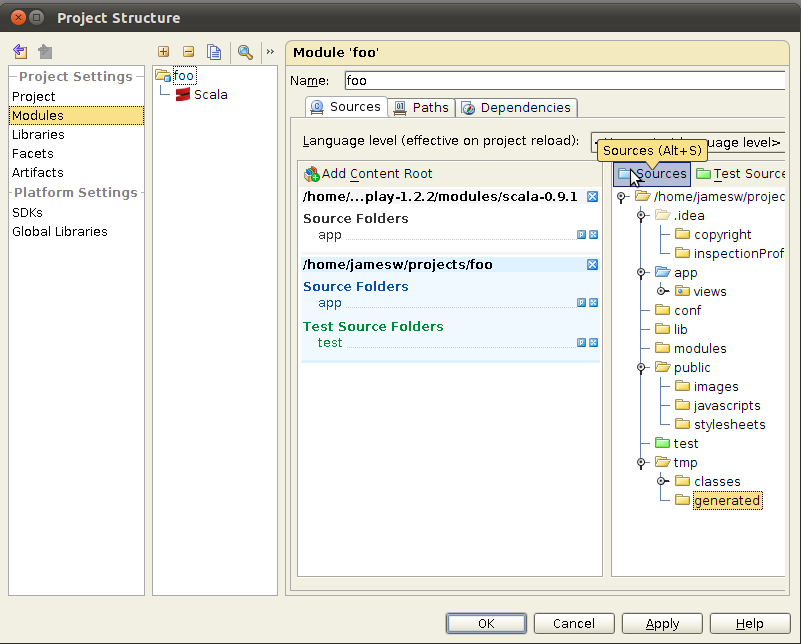 Project Structure
Project Settings
Project
Modules
Libraries
Facets
Artifacts
Platform Settings
SDKs
Global Libraries
foo
Scala
Module 'foo'
Name: foo
Sources Paths Dependencies
Language level (effective on project reload):
uage level>
Sources (Alt+S)
Add Content Root
/home/...play-1.2.2/modules/scala-0.9.1
Source Folders
app
/home/jamesw/projects/foo
Source Folders
app
Test Source Folders
test
Sources Test Source
/home/jamesw/projec
.idea
copyright
inspectionProf
app
views
conf
lib
modules
public
images
javascripts
stylesheets
test
tmp
classes
generated
OK Cancel Apply Help